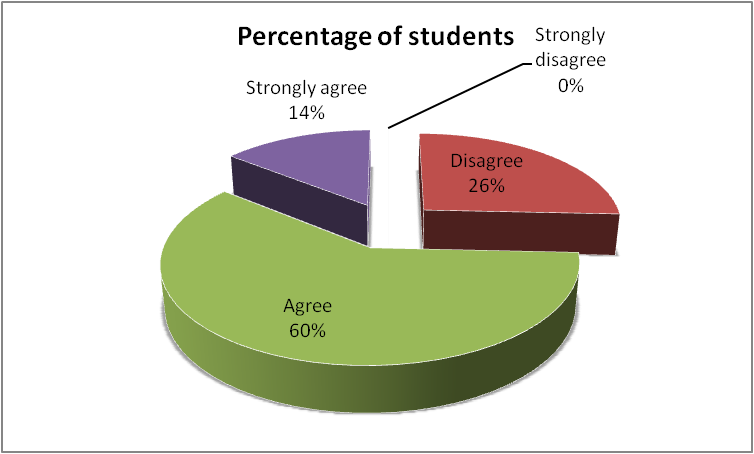 Percentage of students
Strongly
disagree
0%
Strongly agree
14%
Disagree
26%
Agree
60%